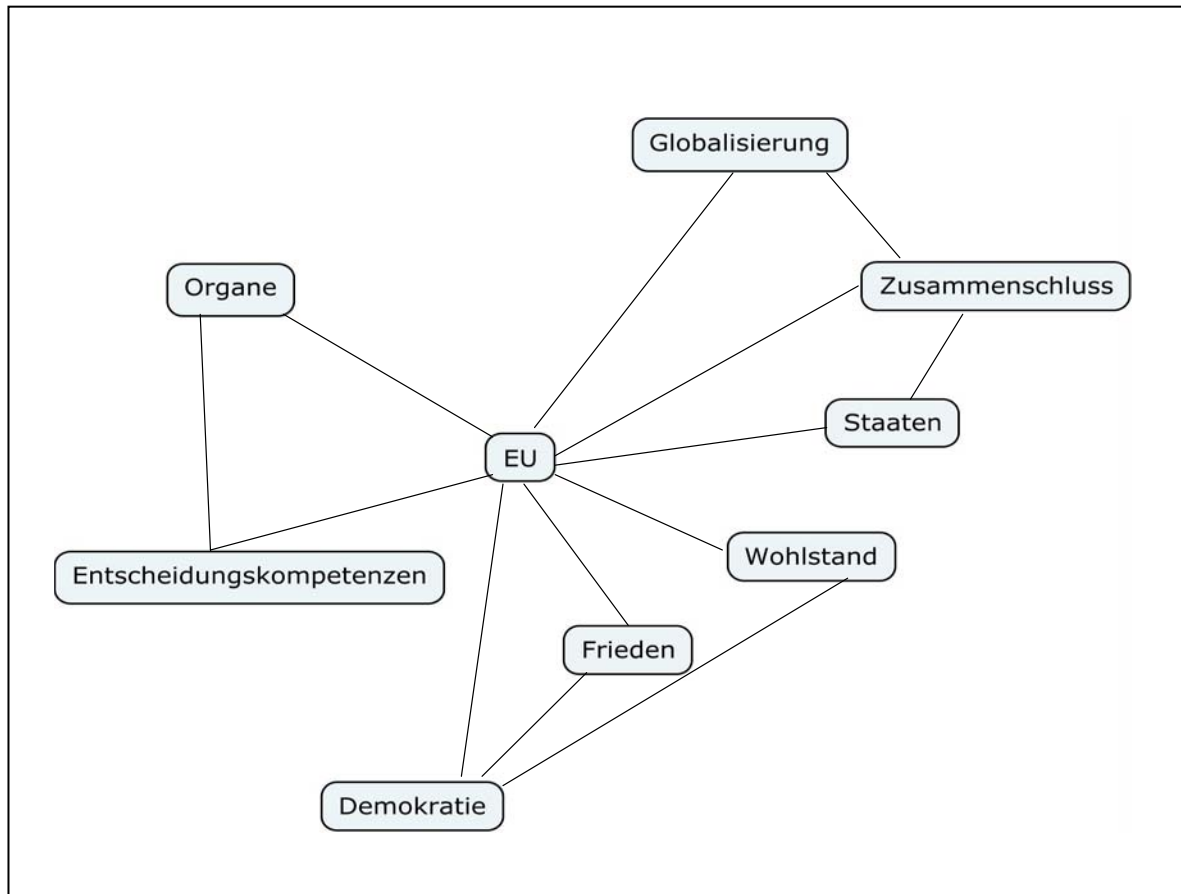 Globalisierung
Organe
Zusammenschluss
Staaten
EU
Wohlstand
Entscheidungskompetenzen
Frieden
Demokratie